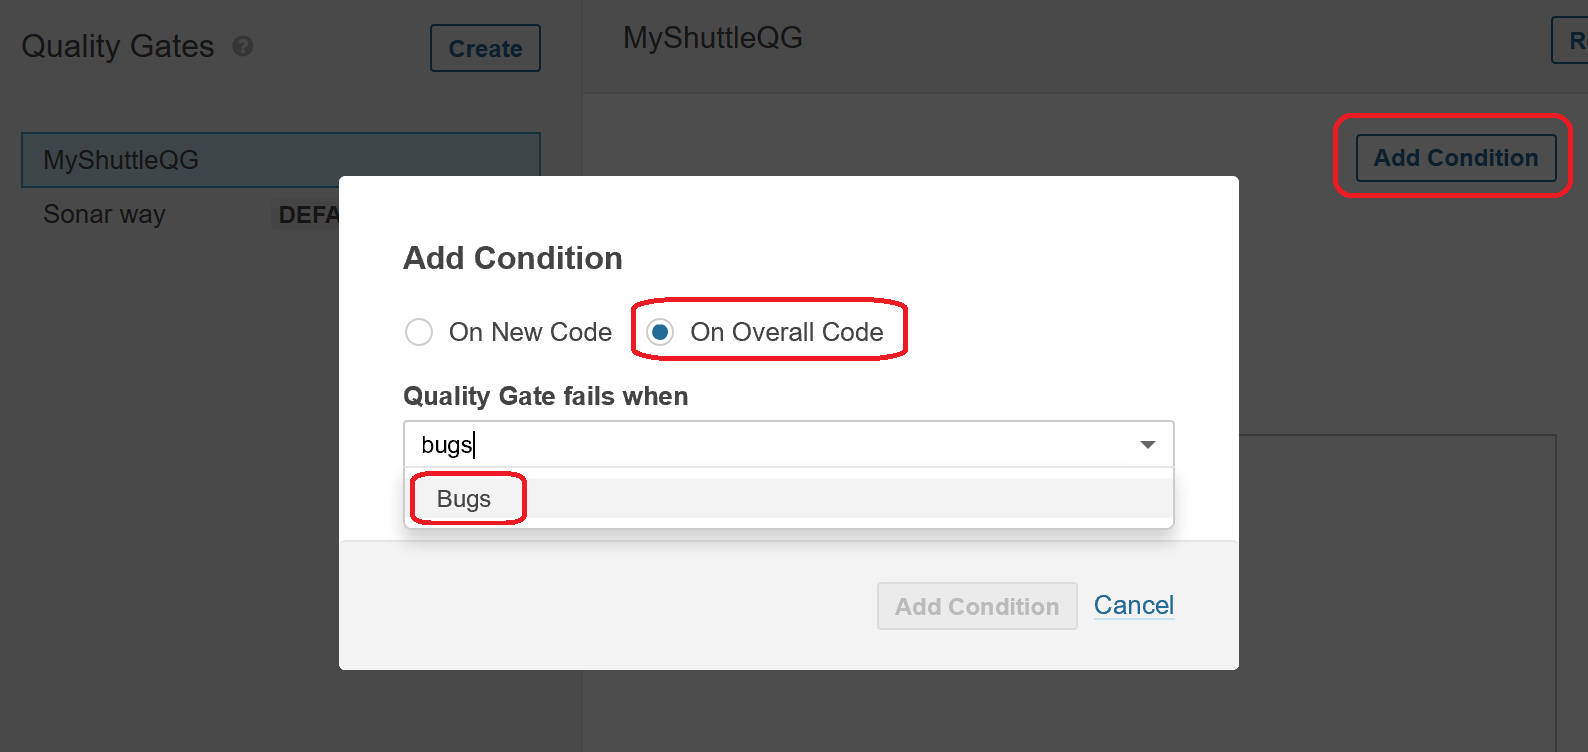 Quality Gates ?
Create
MyShuttleQG
MyShuttleQG
Sonar way
Add Condition
Add Condition
On New Code
On Overall Code
Quality Gate fails when
bugs
Bugs
Add Condition
Cancel